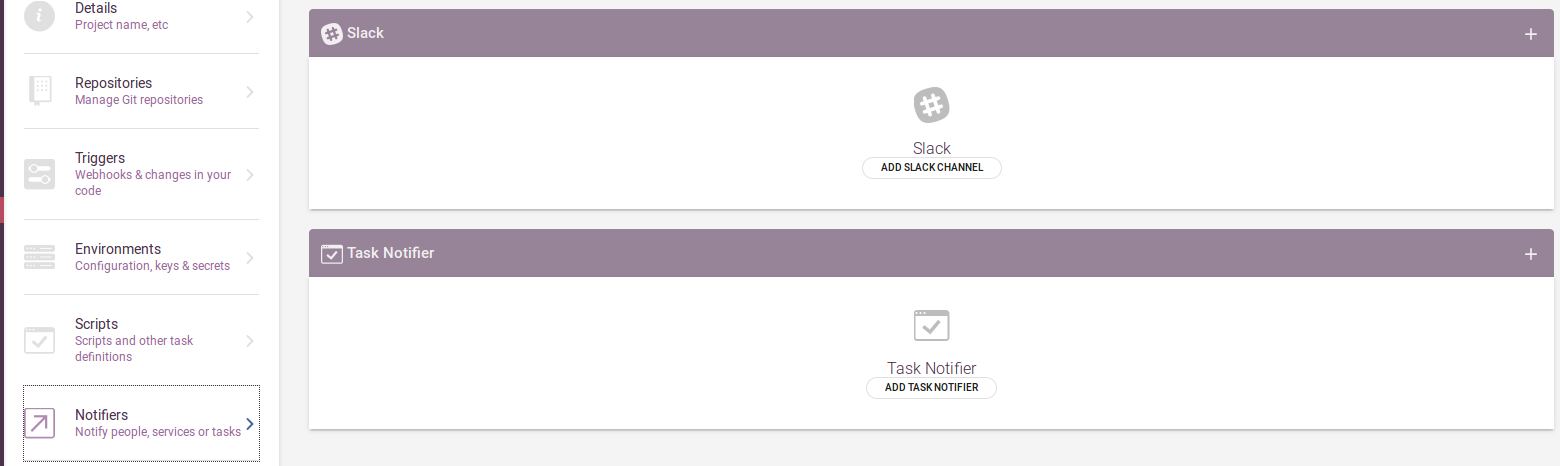 Details
Project name, etc
Repositories
Manage Git repositories
Triggers
Webhooks & changes in your
code
Environments
Configuration, keys & secrets
Scripts
Scripts and other task
definitions
Notifiers
Notify people, services or tasks
Slack
Slack
ADD SLACK CHANNEL
Task Notifier
Task Notifier
ADD TASK NOTIFIER